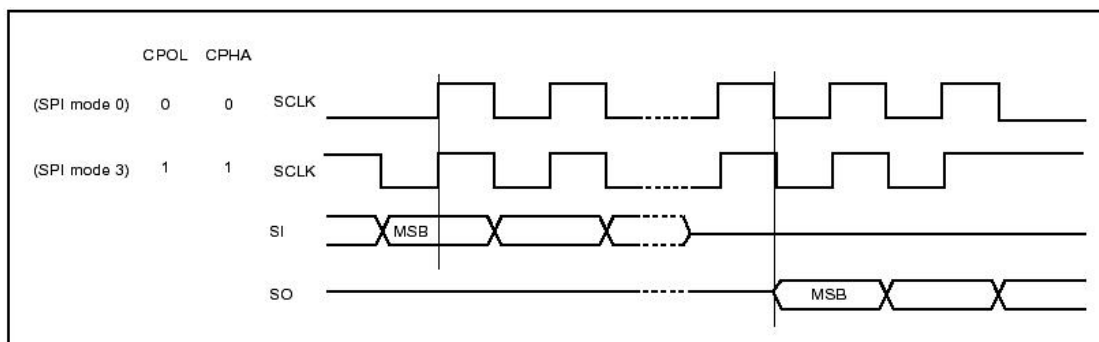 CPOL CPHA
(SPI mode 0) 0 0 SCLK
(SPI mode 3) 1 1 SCLK
SI MSB
SO MSB